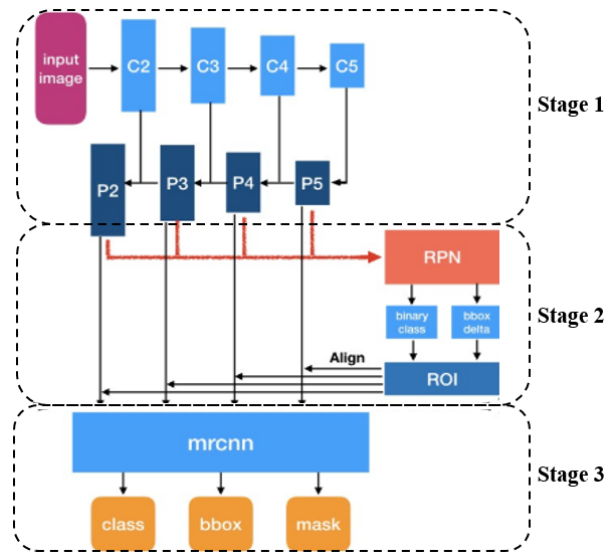 input
image
C2
C3
C4
C5
Stage 1
P2
P3
P4
P5
RPN
binary
class
bbox
delta
Stage 2
Align
ROI
mrcnn
Stage 3
class
bbox
mask